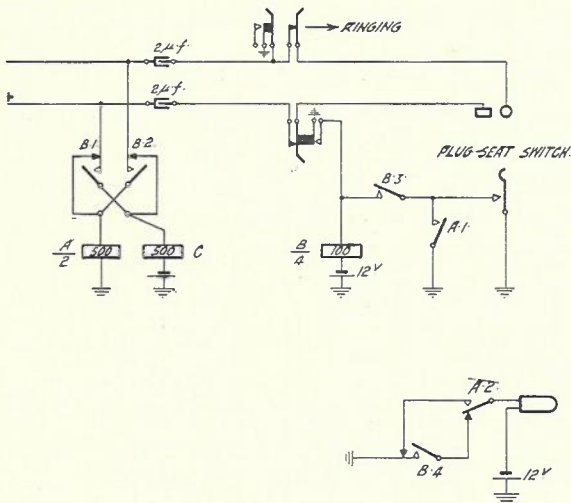 RINGING
2μf.
2μf.
B·1 B·2
PLUG-SEAT SWITCH
B·3
A·1
A/2 500 500 C
B/4 100
12V
A·2
B·4
12V